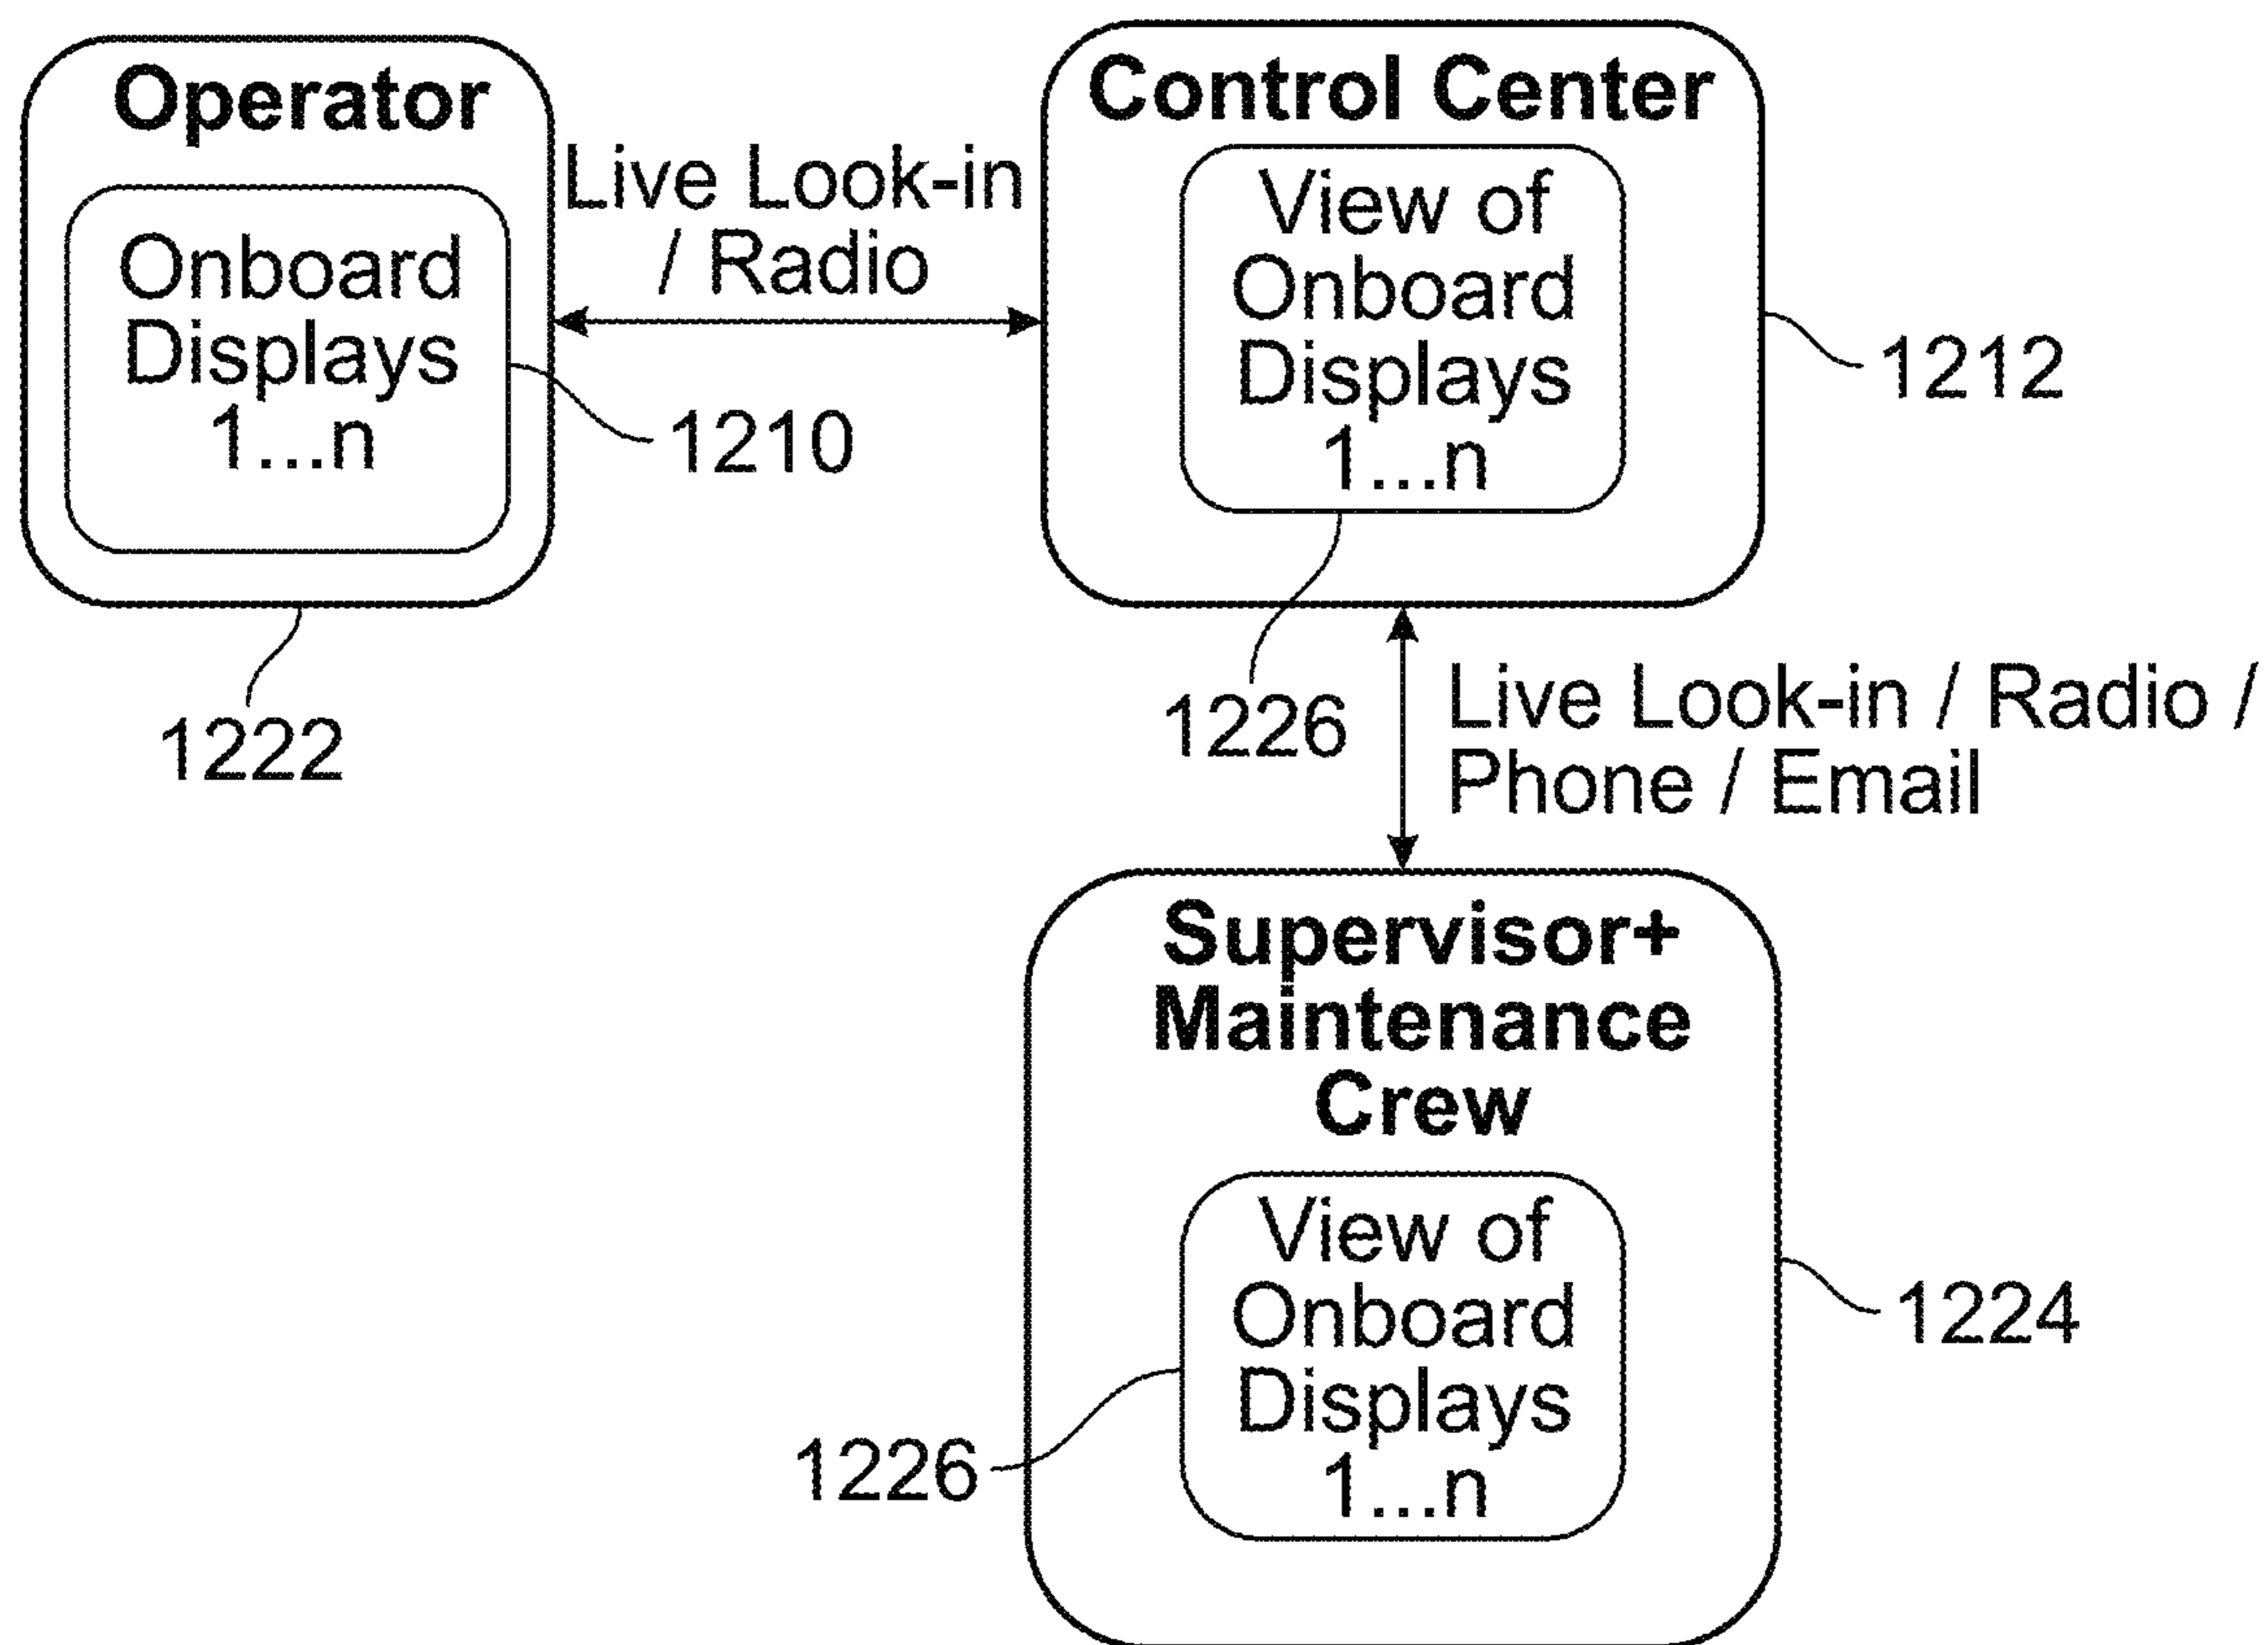 Operator
Onboard
Displays
1...n
1210
1222
Live Look-in
/ Radio
Control Center
View of
Onboard
Displays
1...n
1212
1226
Live Look-in / Radio /
Phone / Email
Supervisor+
Maintenance
Crew
View of
Onboard
Displays
1...n
1224
1226